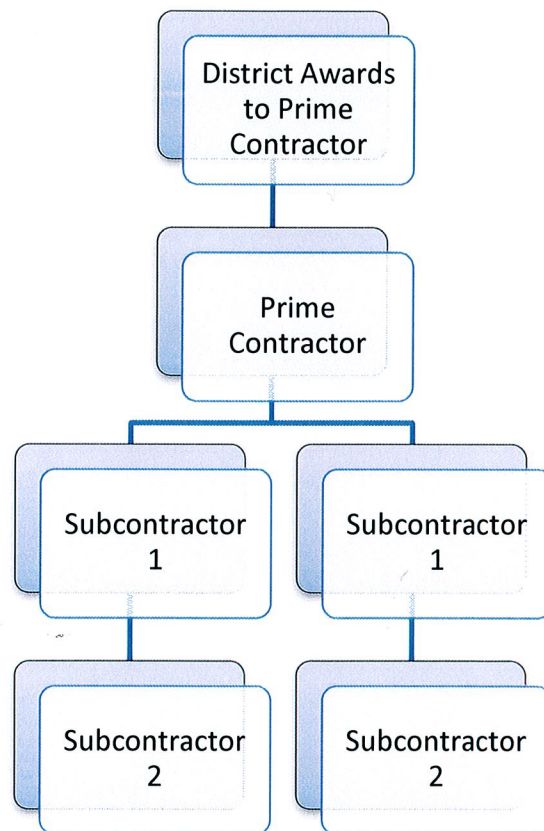 District Awards
to Prime
Contractor
Prime
Contractor
Subcontractor
1
Subcontractor
1
Subcontractor
2
Subcontractor
2